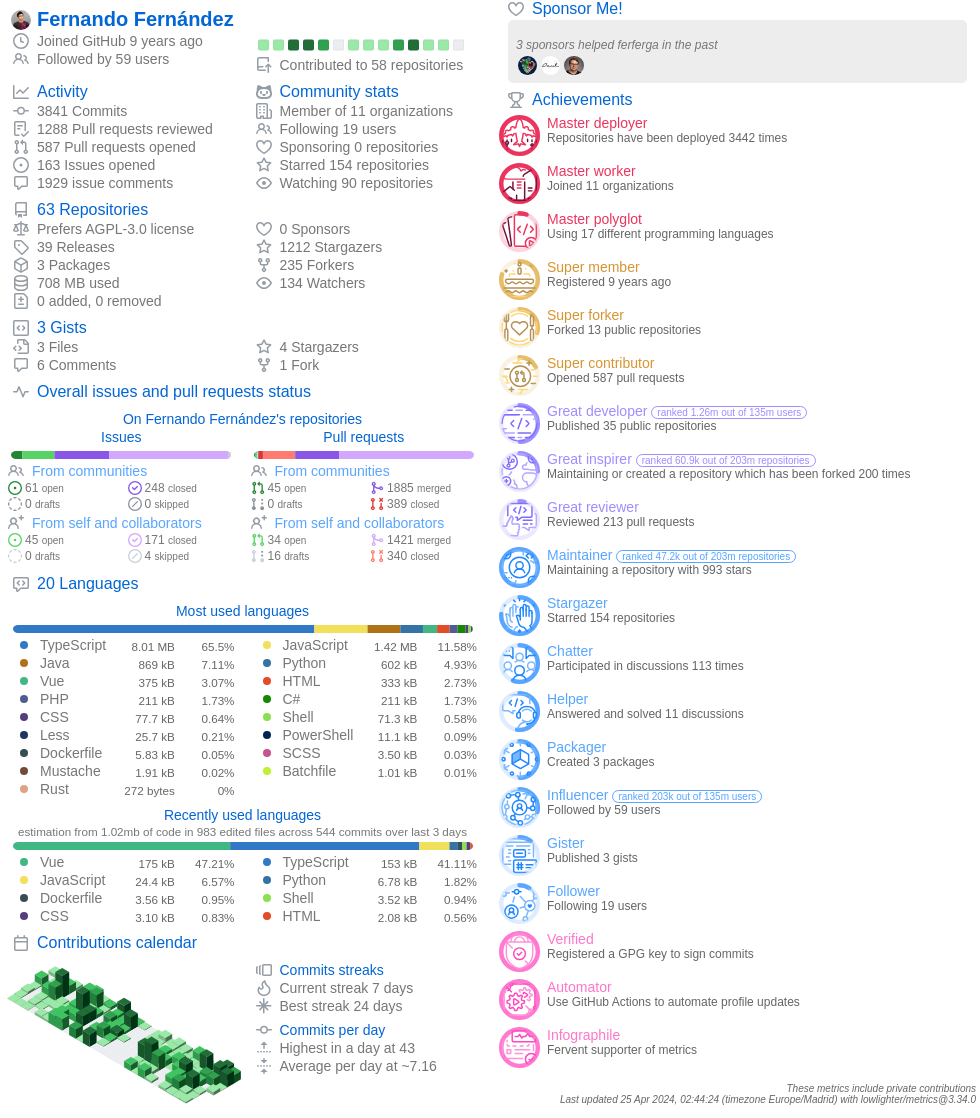 Fernando Fernández
Joined GitHub 9 years ago
Followed by 59 users
Contributed to 58 repositories
Activity
3841 Commits
1288 Pull requests reviewed
587 Pull requests opened
163 Issues opened
1929 issue comments
Community stats
Member of 11 organizations
Following 19 users
Sponsoring 0 repositories
Starred 154 repositories
Watching 90 repositories
63 Repositories
Prefers AGPL-3.0 license
39 Releases
3 Packages
708 MB used
0 added, 0 removed
0 Sponsors
1212 Stargazers
235 Forkers
134 Watchers
3 Gists
3 Files
6 Comments
4 Stargazers
1 Fork
Overall issues and pull requests status
On Fernando Fernández's repositories
Issues
From communities
61 open
248 closed
0 drafts
0 skipped
From self and collaborators
45 open
171 closed
0 drafts
4 skipped
Pull requests
From communities
45 open
1885 merged
0 drafts
389 closed
From self and collaborators
34 open
1421 merged
16 drafts
340 closed
20 Languages
Most used languages
TypeScript 8.01 MB 65.5%
Java 869 kB 7.11%
Vue 375 kB 3.07%
PHP 211 kB 1.73%
CSS 77.7 kB 0.64%
Less 25.7 kB 0.21%
Dockerfile 5.83 kB 0.05%
Mustache 1.91 kB 0.02%
Rust 272 bytes 0%
JavaScript 1.42 MB 11.58%
Python 602 kB 4.93%
HTML 333 kB 2.73%
C# 211 kB 1.73%
Shell 71.3 kB 0.58%
PowerShell 11.1 kB 0.09%
SCSS 3.50 kB 0.03%
Batchfile 1.01 kB 0.01%
Recently used languages
estimation from 1.02mb of code in 983 edited files across 544 commits over last 3 days
Vue 175 kB 47.21%
JavaScript 24.4 kB 6.57%
Dockerfile 3.56 kB 0.95%
CSS 3.10 kB 0.83%
TypeScript 153 kB 41.11%
Python 6.78 kB 1.82%
Shell 3.52 kB 0.94%
HTML 2.08 kB 0.56%
Contributions calendar
Commits streaks
Current streak 7 days
Best streak 24 days
Commits per day
Highest in a day at 43
Average per day at ~7.16
Sponsor Me!
3 sponsors helped ferferga in the past
Achievements
Master deployer
Repositories have been deployed 3442 times
Master worker
Joined 11 organizations
Master polyglot
Using 17 different programming languages
Super member
Registered 9 years ago
Super forker
Forked 13 public repositories
Super contributor
Opened 587 pull requests
Great developer ranked 1.26m out of 135m users
Published 35 public repositories
Great inspirer ranked 60.9k out of 203m repositories
Maintaining or created a repository which has been forked 200 times
Great reviewer
Reviewed 213 pull requests
Maintainer ranked 47.2k out of 203m repositories
Maintaining a repository with 993 stars
Stargazer
Starred 154 repositories
Chatter
Participated in discussions 113 times
Helper
Answered and solved 11 discussions
Packager
Created 3 packages
Influencer ranked 203k out of 135m users
Followed by 59 users
Gister
Published 3 gists
Follower
Following 19 users
Verified
Registered a GPG key to sign commits
Automator
Use GitHub Actions to automate profile updates
Infographile
Fervent supporter of metrics
These metrics include private contributions
Last updated 25 Apr 2024, 02:44:24 (timezone Europe/Madrid) with lowlighter/metrics@3.34.0